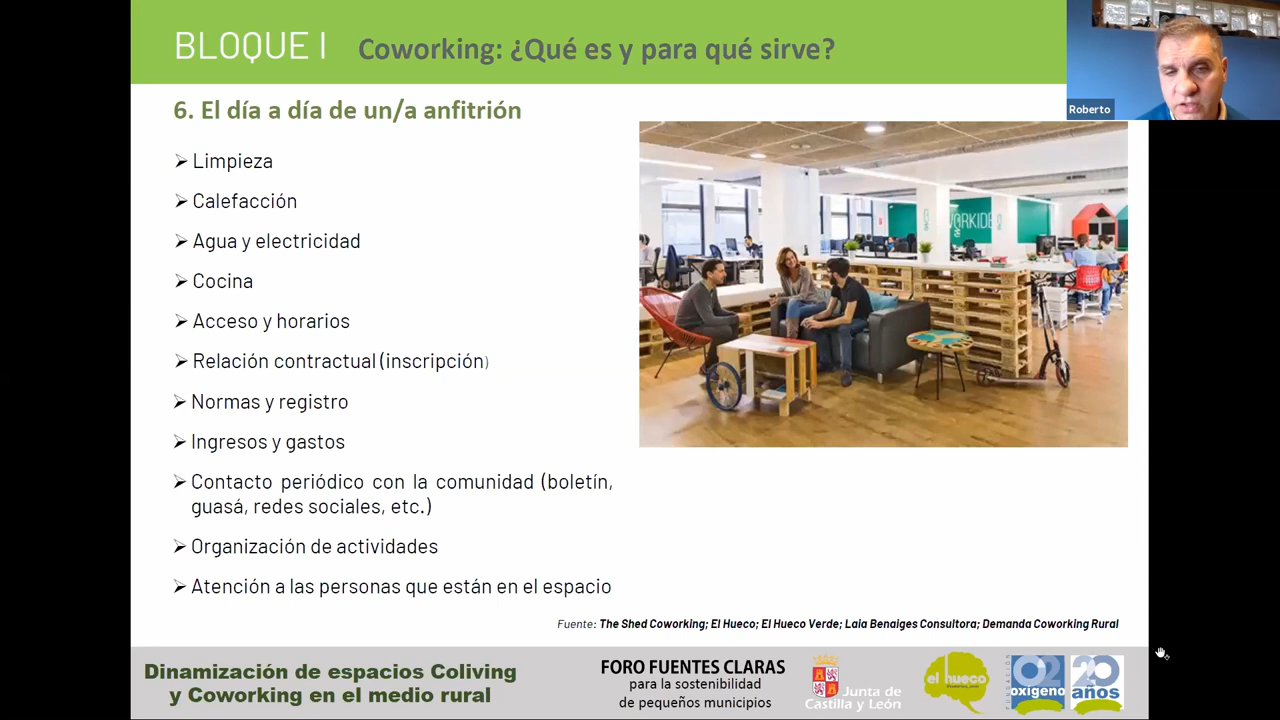 BLOQUE I Coworking: ¿Qué es y para qué sirve?
Roberto
6. El día a día de un/a anfitrión
➢ Limpieza
➢ Calefacción
➢ Agua y electricidad
➢ Cocina
➢ Acceso y horarios
➢ Relación contractual (inscripción)
➢ Normas y registro
➢ Ingresos y gastos
➢ Contacto periódico con la comunidad (boletín,
guasá, redes sociales, etc.)
➢ Organización de actividades
➢ Atención a las personas que están en el espacio
Fuente: The Shed Coworking; El Hueco; El Hueco Verde; Laia Benaiges Consultora; Demanda Coworking Rural
Dinamización de espacios Coliving
y Coworking en el medio rural
FORO FUENTES CLARAS
para la sostenibilidad
de pequeños municipios
Junta de
Castilla y León
el hueco
FUNDACIÓN
O2
oxígeno
20
años